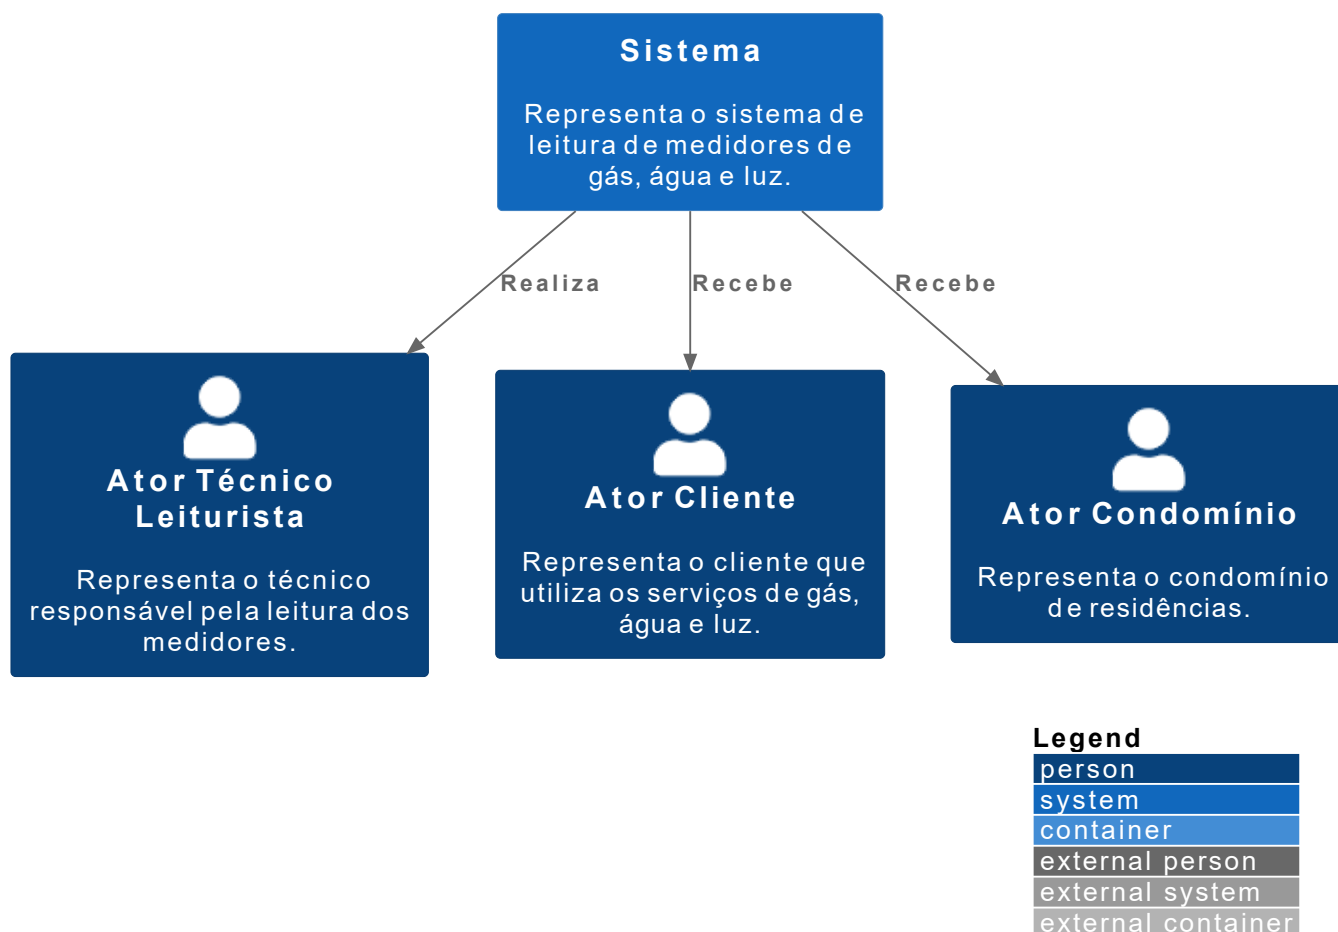 Sistema
Representa o sistema de
leitura de medidores de
gás, água e luz.
Realiza
Recebe
Recebe
Ator Técnico
Leiturista
Representa o técnico
responsável pela leitura dos
medidores.
Ator Cliente
Representa o cliente que
utiliza os serviços de gás,
água e luz.
Ator Condomínio
Representa o condomínio
de residências.
Legend
person
system
container
external person
external system
external container